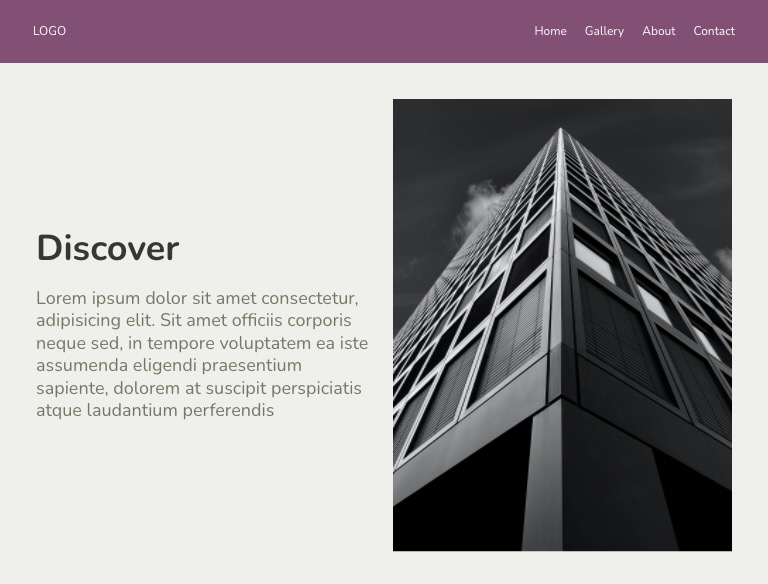 LOGO
Home Gallery About Contact
Discover
Lorem ipsum dolor sit amet consectetur,
adipisicing elit. Sit amet officiis corporis
neque sed, in tempore voluptatem ea iste
assumenda eligendi praesentium
sapiente, dolorem at suscipit perspiciatis
atque laudantium perferendis